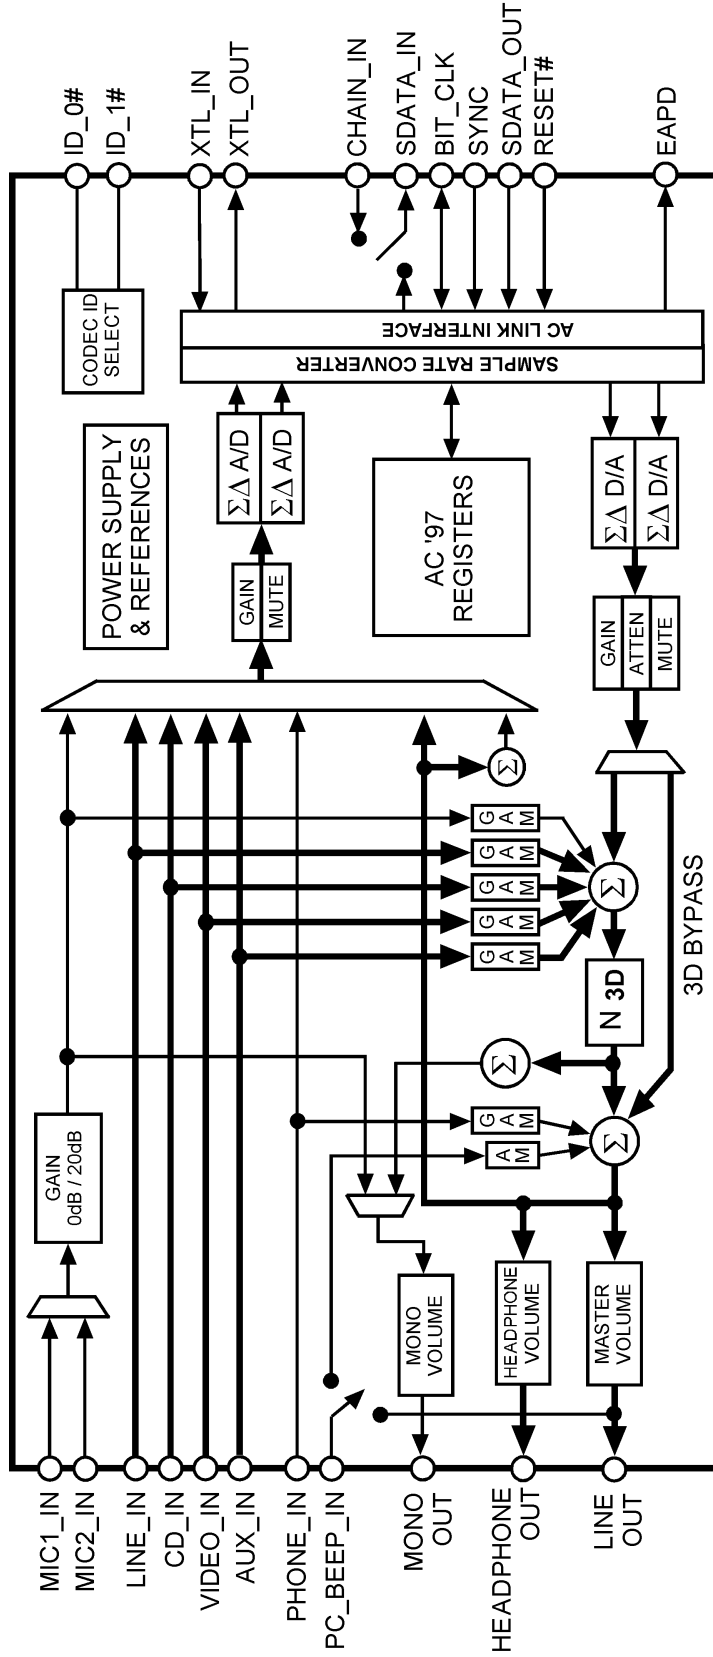 MIC1_IN
MIC2_IN
LINE_IN
CD_IN
VIDEO_IN
AUX_IN
PHONE_IN
PC_BEEP_IN
MONO
OUT
HEADPHONE
OUT
LINE
OUT
GAIN
0dB / 20dB
MONO
VOLUME
HEADPHONE
VOLUME
MASTER
VOLUME
G A M
A M
Σ
Σ
N 3D
3D BYPASS
G A M
G A M
G A M
G A M
G A M
Σ
Σ
POWER SUPPLY
& REFERENCES
GAIN
MUTE
ΣΔ A/D
ΣΔ A/D
AC '97
REGISTERS
GAIN
ATTEN
MUTE
ΣΔ D/A
ΣΔ D/A
CODEC ID
SELECT
SAMPLE RATE CONVERTER
AC LINK INTERFACE
ID_0#
ID_1#
XTL_IN
XTL_OUT
CHAIN_IN
SDATA_IN
BIT_CLK
SYNC
SDATA_OUT
RESET#
EAPD